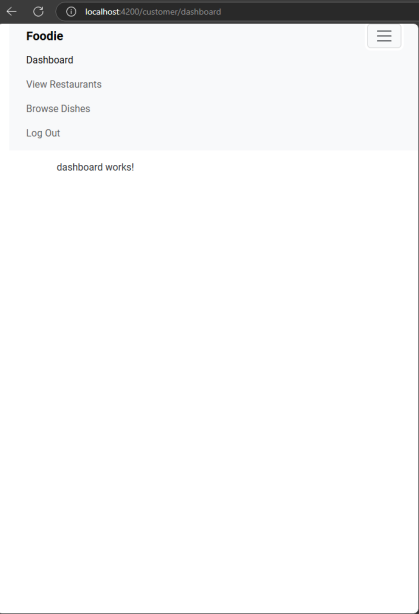 localhost:4200/customer/dashboard
Foodie
Dashboard
View Restaurants
Browse Dishes
Log Out
dashboard works!